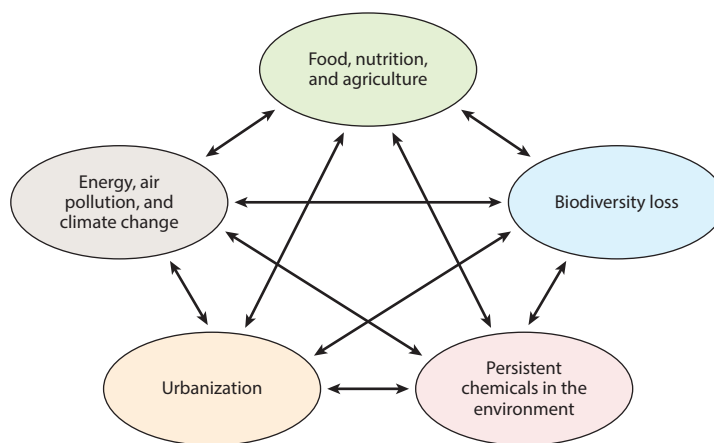 Food, nutrition,
and agriculture
Energy, air
pollution, and
climate change
Biodiversity loss
Urbanization
Persistent
chemicals in the
environment